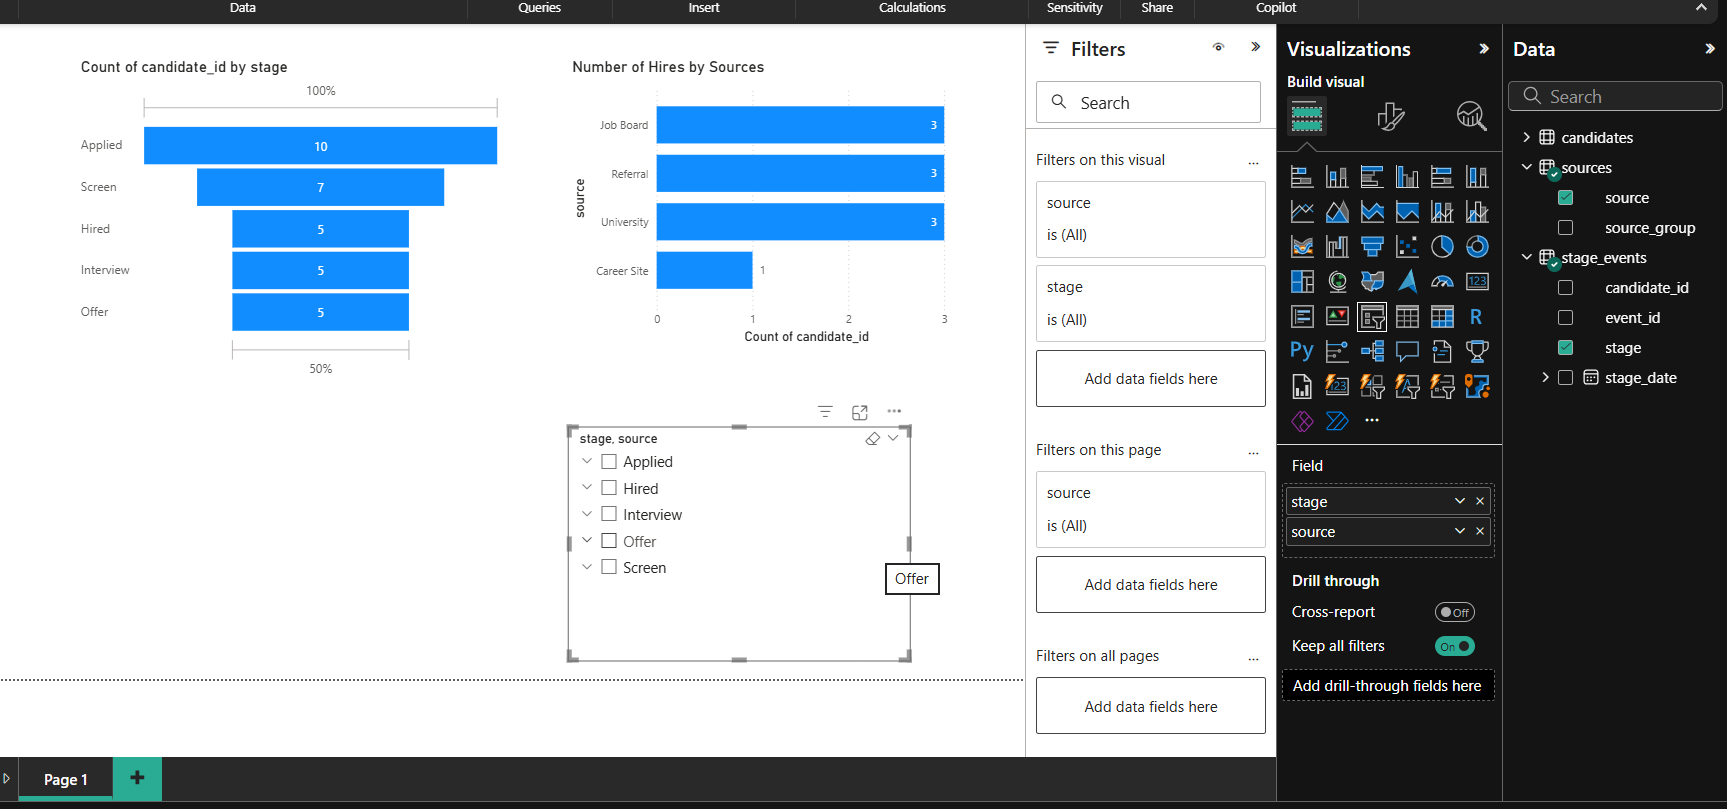 Data
Queries
Insert
Calculations
Sensitivity
Share
Copilot
Count of candidate_id by stage
100%
Applied
10
Screen
7
Hired
5
Interview
5
Offer
5
50%
Number of Hires by Sources
source
Job Board
3
Referral
3
University
3
Career Site
1
0
1
2
3
Count of candidate_id
stage, source
Applied
Hired
Interview
Offer
Screen
Offer
Page 1
Filters
Search
Filters on this visual
...
source
is (All)
stage
is (All)
Add data fields here
Filters on this page
...
source
is (All)
Add data fields here
Filters on all pages
...
Add data fields here
Visualizations
Build visual
123
R
Py
123
...
Field
stage
source
Drill through
Cross-report
Off
Keep all filters
On
Add drill-through fields here
Data
Search
candidates
sources
source
source_group
stage_events
candidate_id
event_id
stage
stage_date